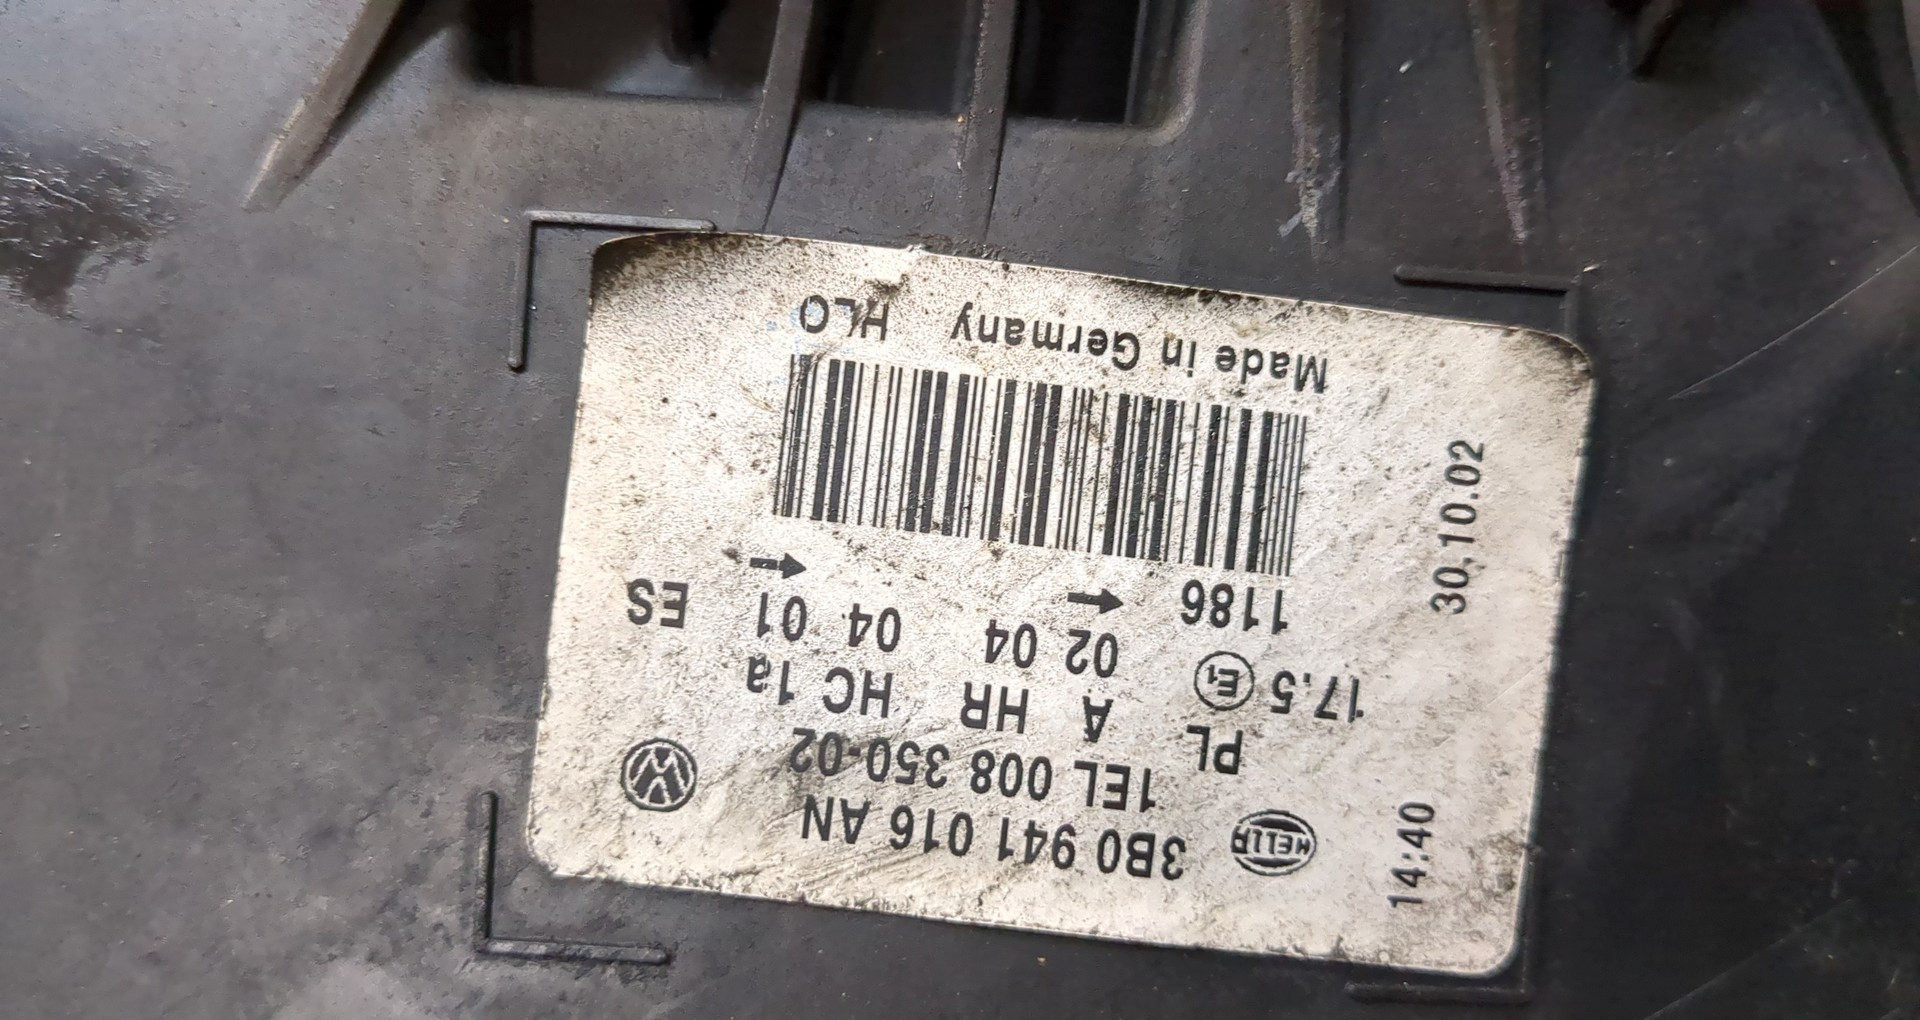 HELLA 3B0 941 016 AN
1EL 008 350-02
PL A HR HC 1a
17.5 E1 02 04 04 01 ES
1186
Made in Germany HLO
14:40 30.10.02